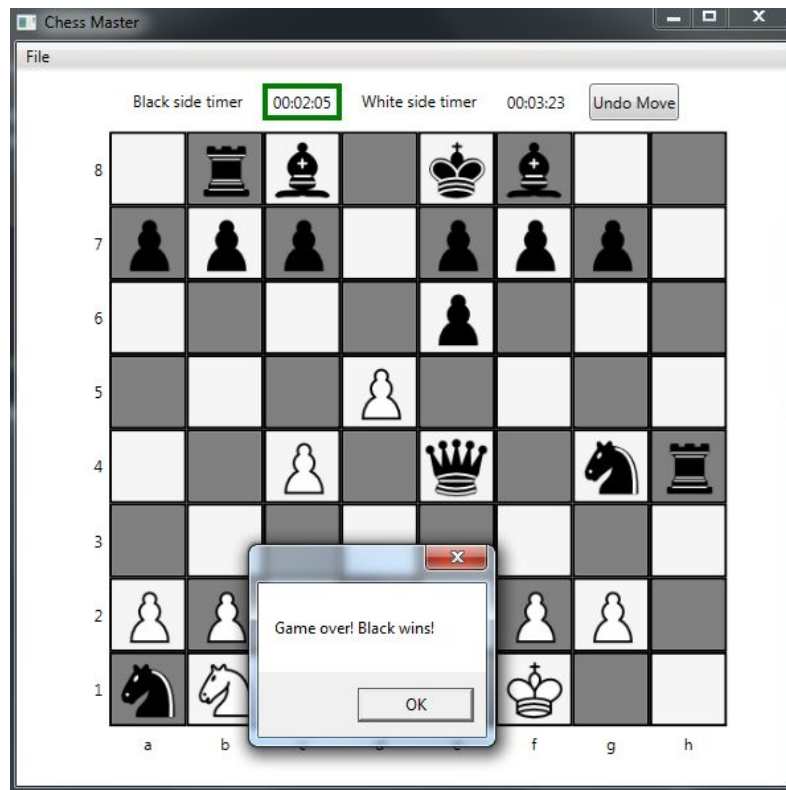 Chess Master
File
Black side timer 00:02:05 White side timer 00:03:23 Undo Move
8
7
6
5
4
3
2
1
Game over! Black wins!
OK
a b f g h